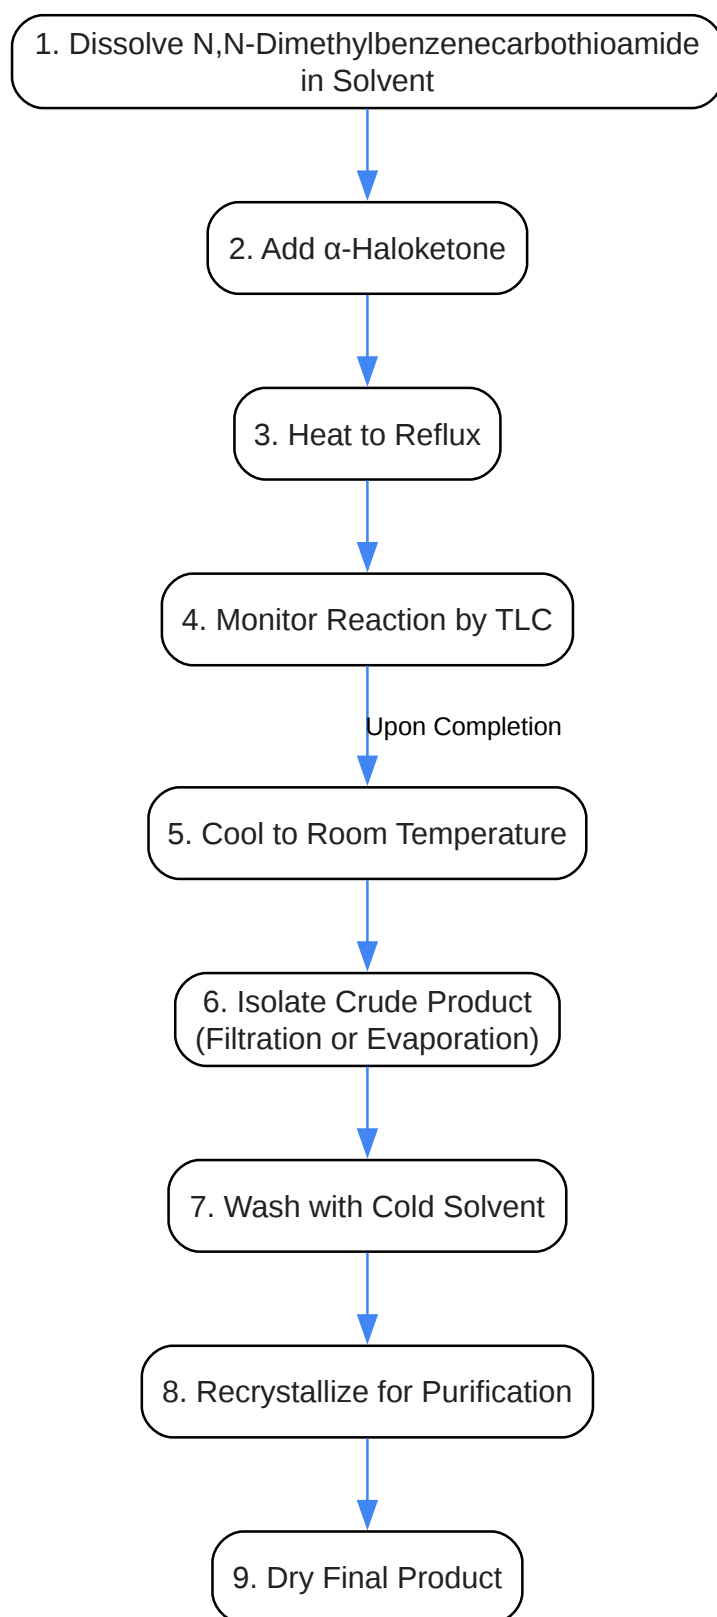 1. Dissolve N,N-Dimethylbenzenecarbothioamide
in Solvent
2. Add α-Haloketone
3. Heat to Reflux
4. Monitor Reaction by TLC
Upon Completion
5. Cool to Room Temperature
6. Isolate Crude Product
(Filtration or Evaporation)
7. Wash with Cold Solvent
8. Recrystallize for Purification
9. Dry Final Product